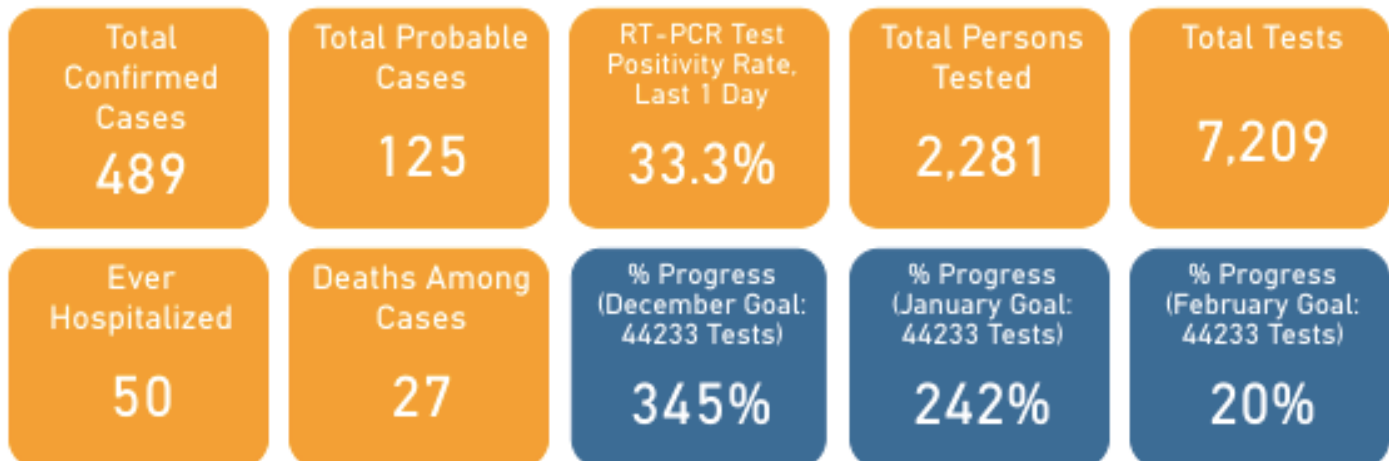 Total
Confirmed
Cases
489
Total Probable
Cases
125
RT-PCR Test
Positivity Rate,
Last 1 Day
33.3%
Total Persons
Tested
2,281
Total Tests
7,209
Ever
Hospitalized
50
Deaths Among
Cases
27
% Progress
(December Goal:
44233 Tests)
345%
% Progress
(January Goal:
44233 Tests)
242%
% Progress
(February Goal:
44233 Tests)
20%